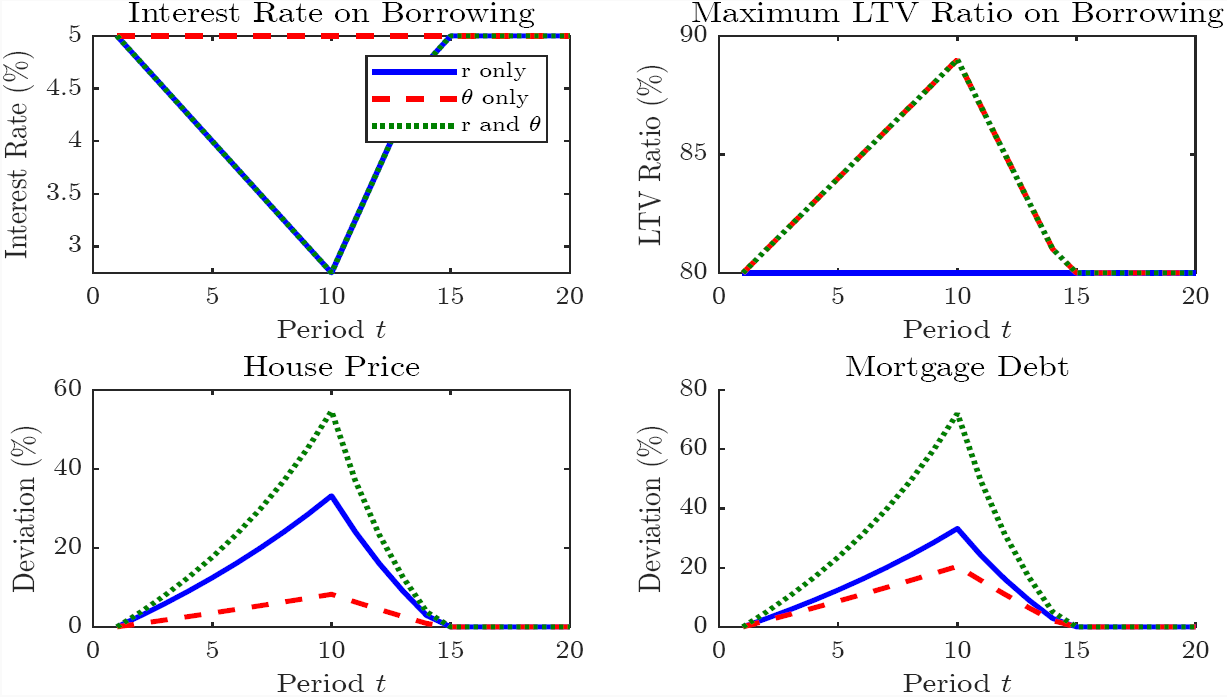 Interest Rate on Borrowing
Interest Rate (%)
5
4.5
4
3.5
3
r only
θ only
r and θ
0 5 10 15 20
Period t
Maximum LTV Ratio on Borrowing
LTV Ratio (%)
90
85
80
0 5 10 15 20
Period t
House Price
Deviation (%)
60
40
20
0
0 5 10 15 20
Period t
Mortgage Debt
Deviation (%)
80
60
40
20
0
0 5 10 15 20
Period t